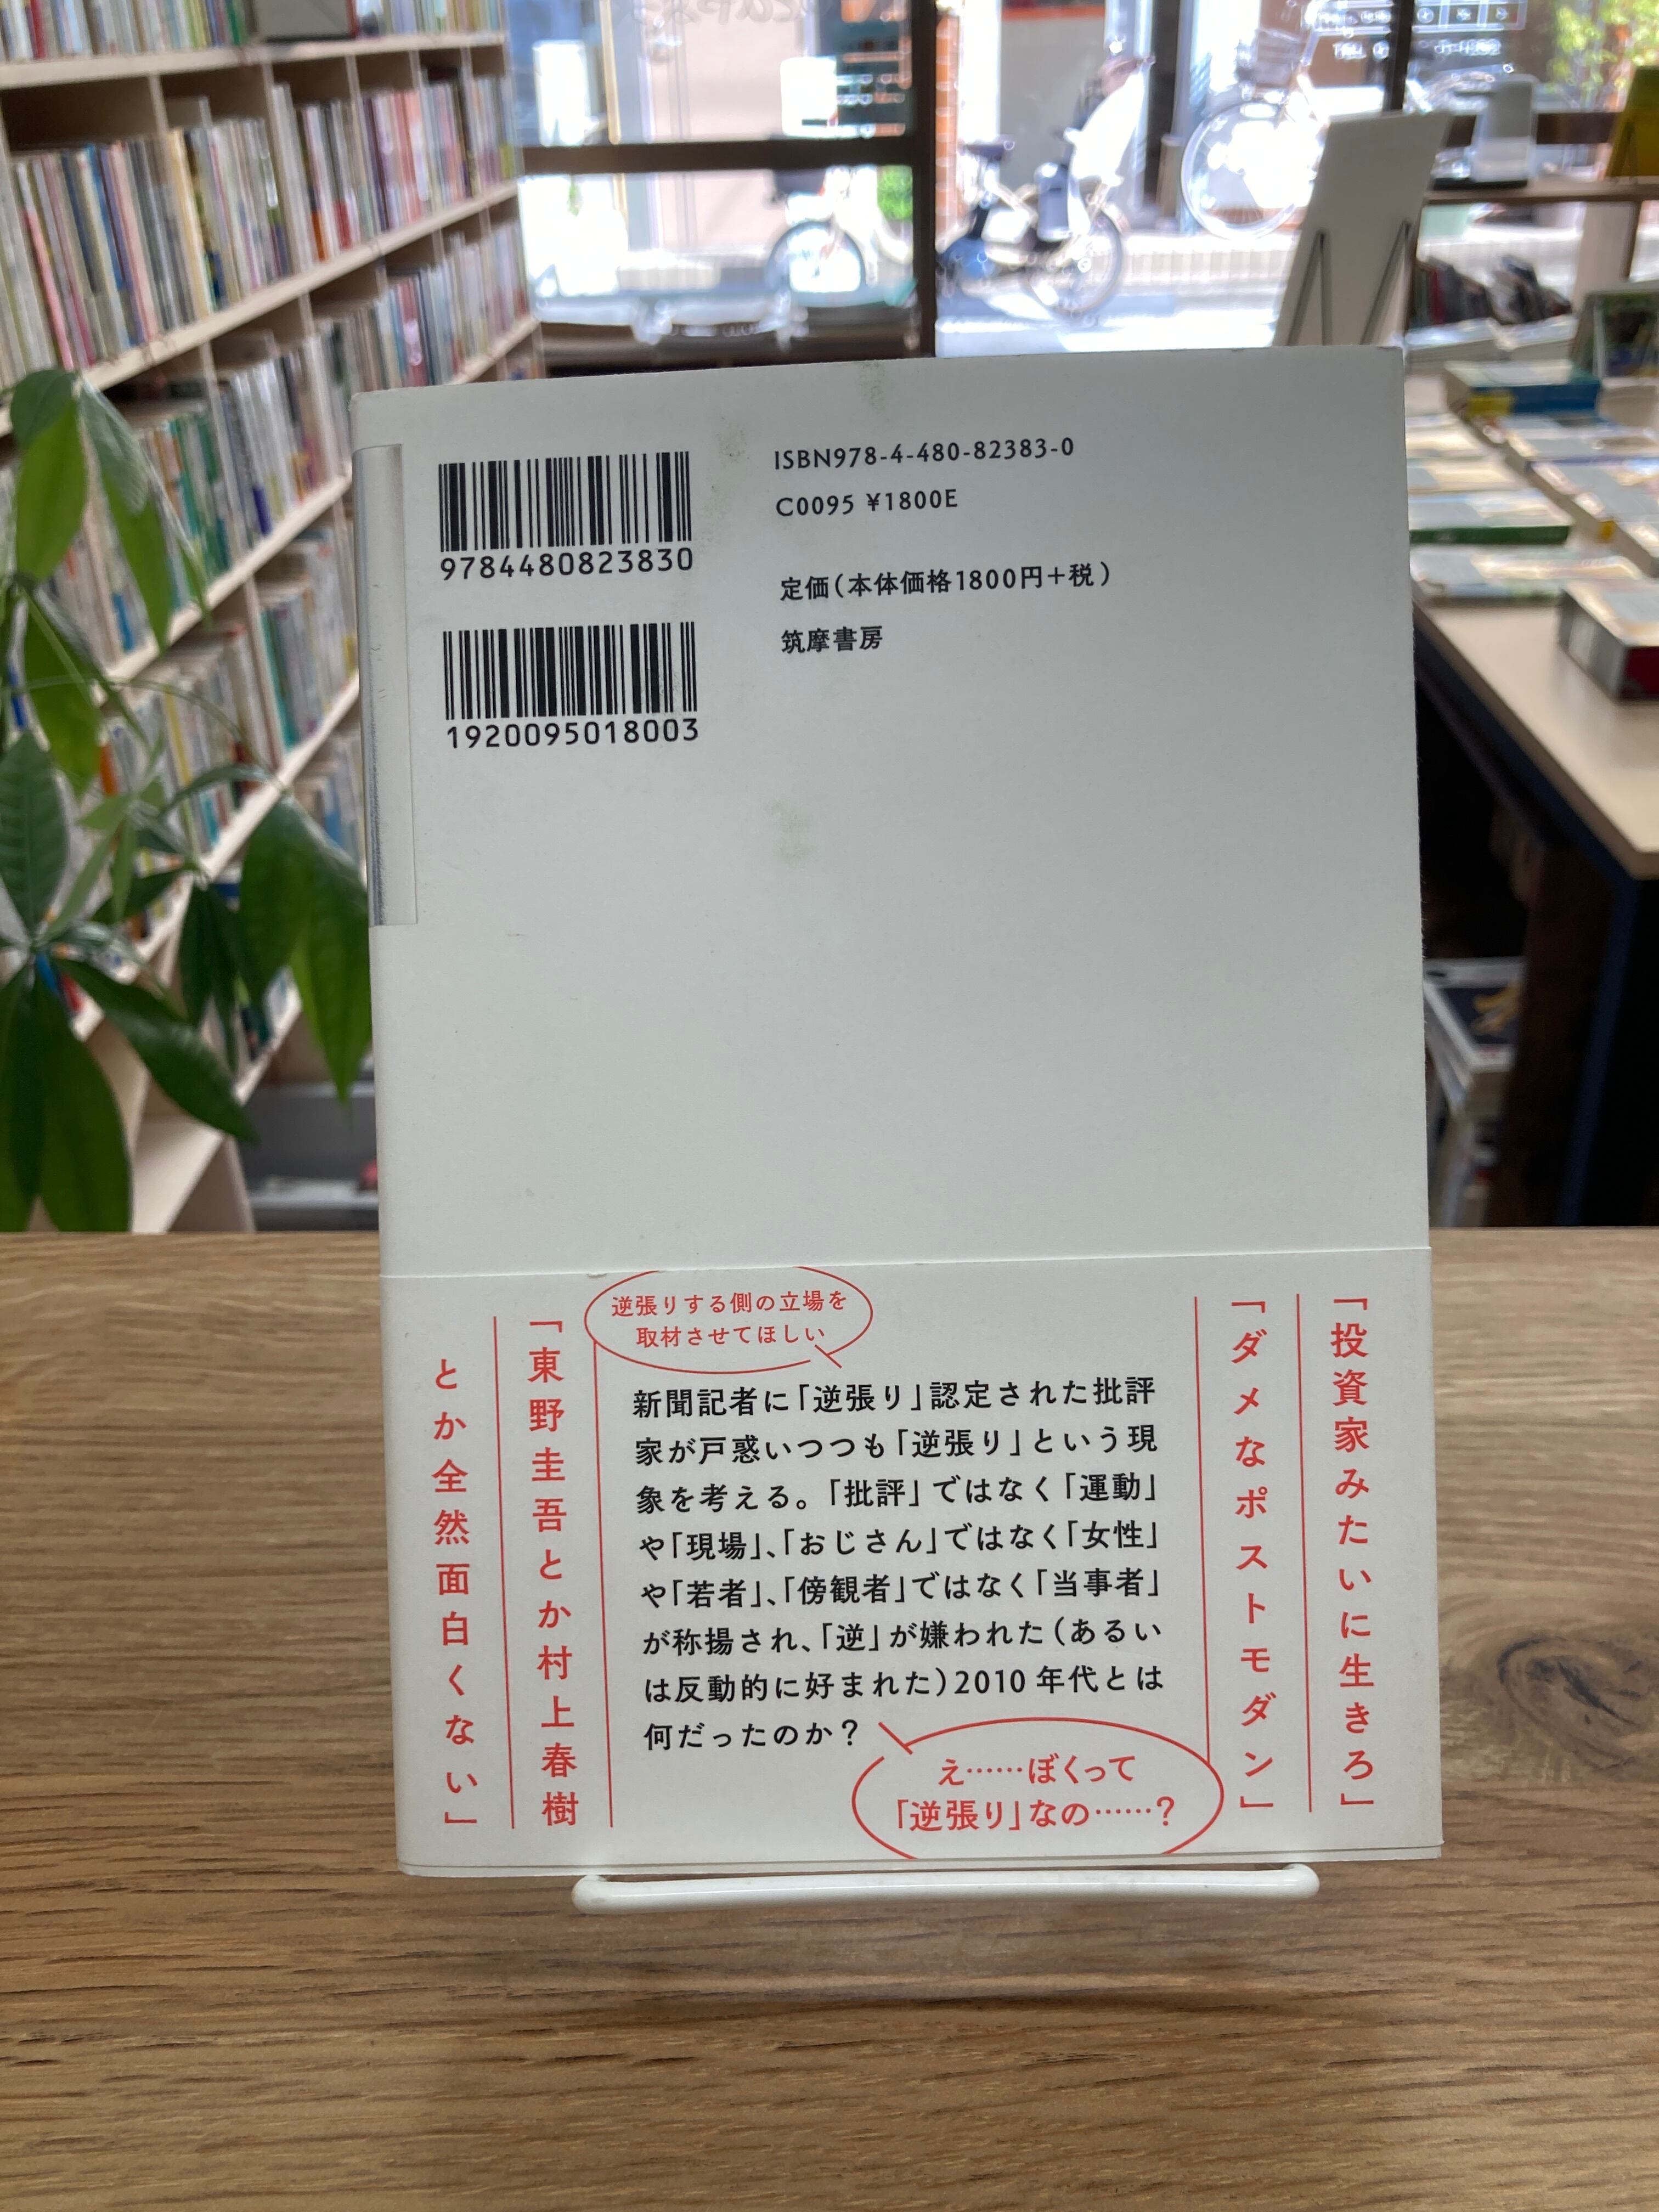 9784480823830
1920095018003
ISBN978-4-480-82383-0
C0095 ¥1800E
定価(本体価格1800円+税)
筑摩書房
「投資家みたいに生きろ」
「ダメなポストモダン」
逆張りする側の立場を
取材させてほしい
新聞記者に「逆張り」認定された批評
家が戸惑いつつも「逆張り」という現
象を考える。「批評」ではなく「運動」
や「現場」、「おじさん」ではなく「女性」
や「若者」、「傍観者」ではなく「当事者」
が称揚され、「逆」が嫌われた(あるい
は反動的に好まれた)2010年代とは
何だったのか?
え……ぼくって
「逆張り」なの……?
「東野圭吾とか村上春樹
とか全然面白くない」